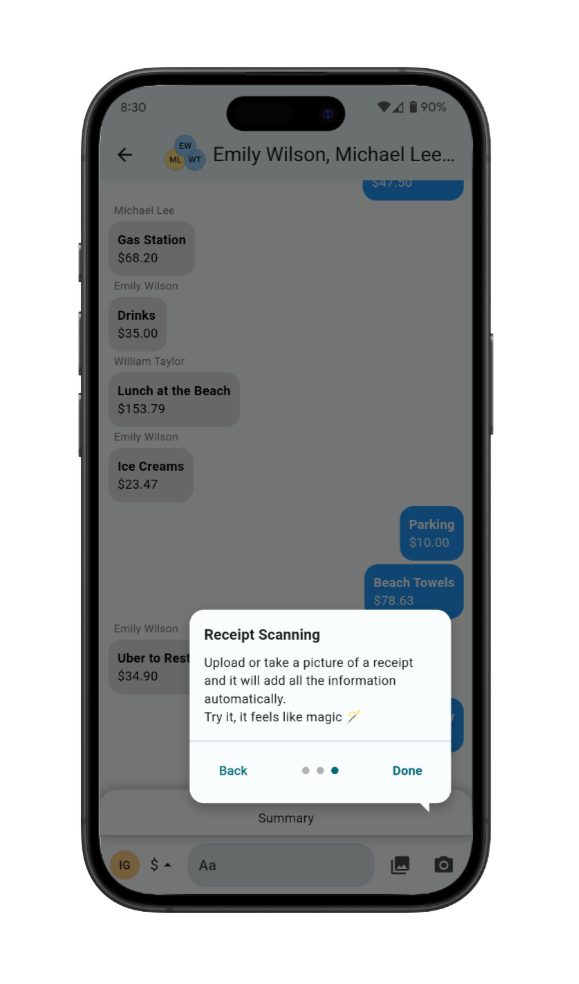 8:30
90%
EW
ML
WT
Emily Wilson, Michael Lee...
$47.50
Michael Lee
Gas Station
$68.20
Emily Wilson
Drinks
$35.00
William Taylor
Lunch at the Beach
$153.79
Emily Wilson
Ice Creams
$23.47
Parking
$10.00
Beach Towels
$78.63
Emily Wilson
Uber to Rest
$34.90
Receipt Scanning
Upload or take a picture of a receipt
and it will add all the information
automatically.
Try it, it feels like magic 🪄
Back
Done
Summary
IG
$
Aa